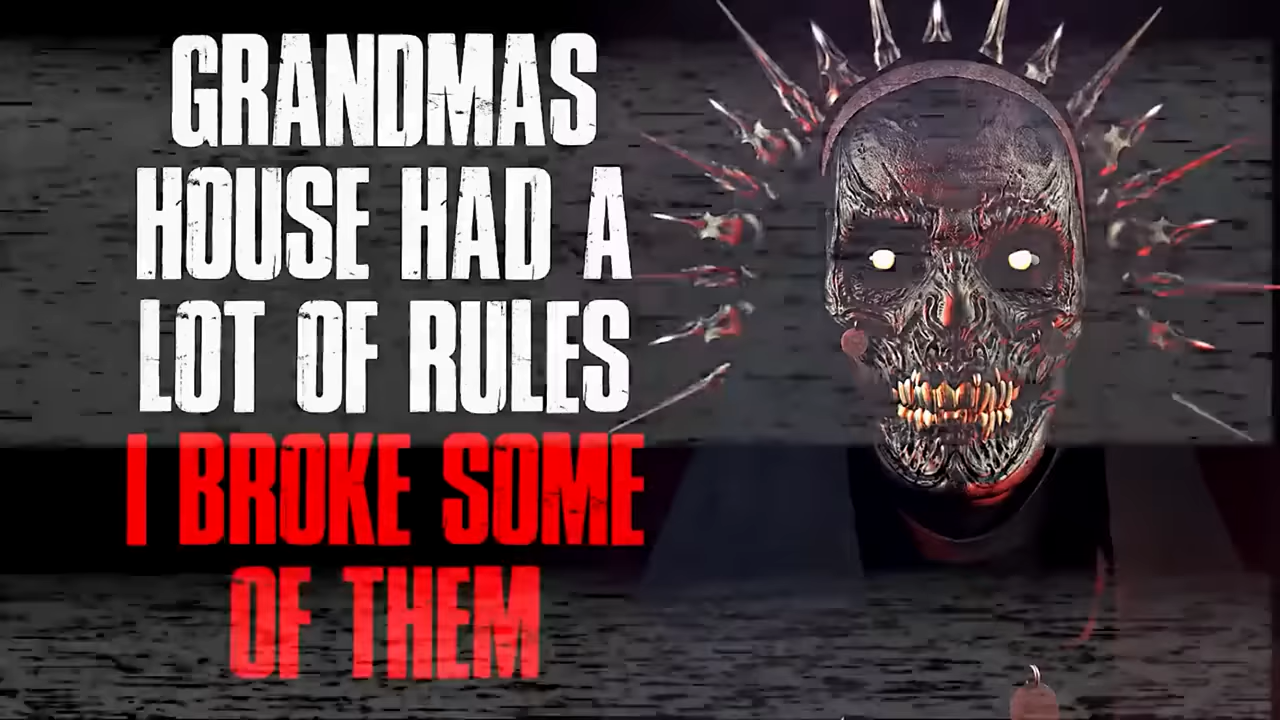 GRANDMAS
HOUSE HAD A
LOT OF RULES
I BROKE SOME
OF THEM